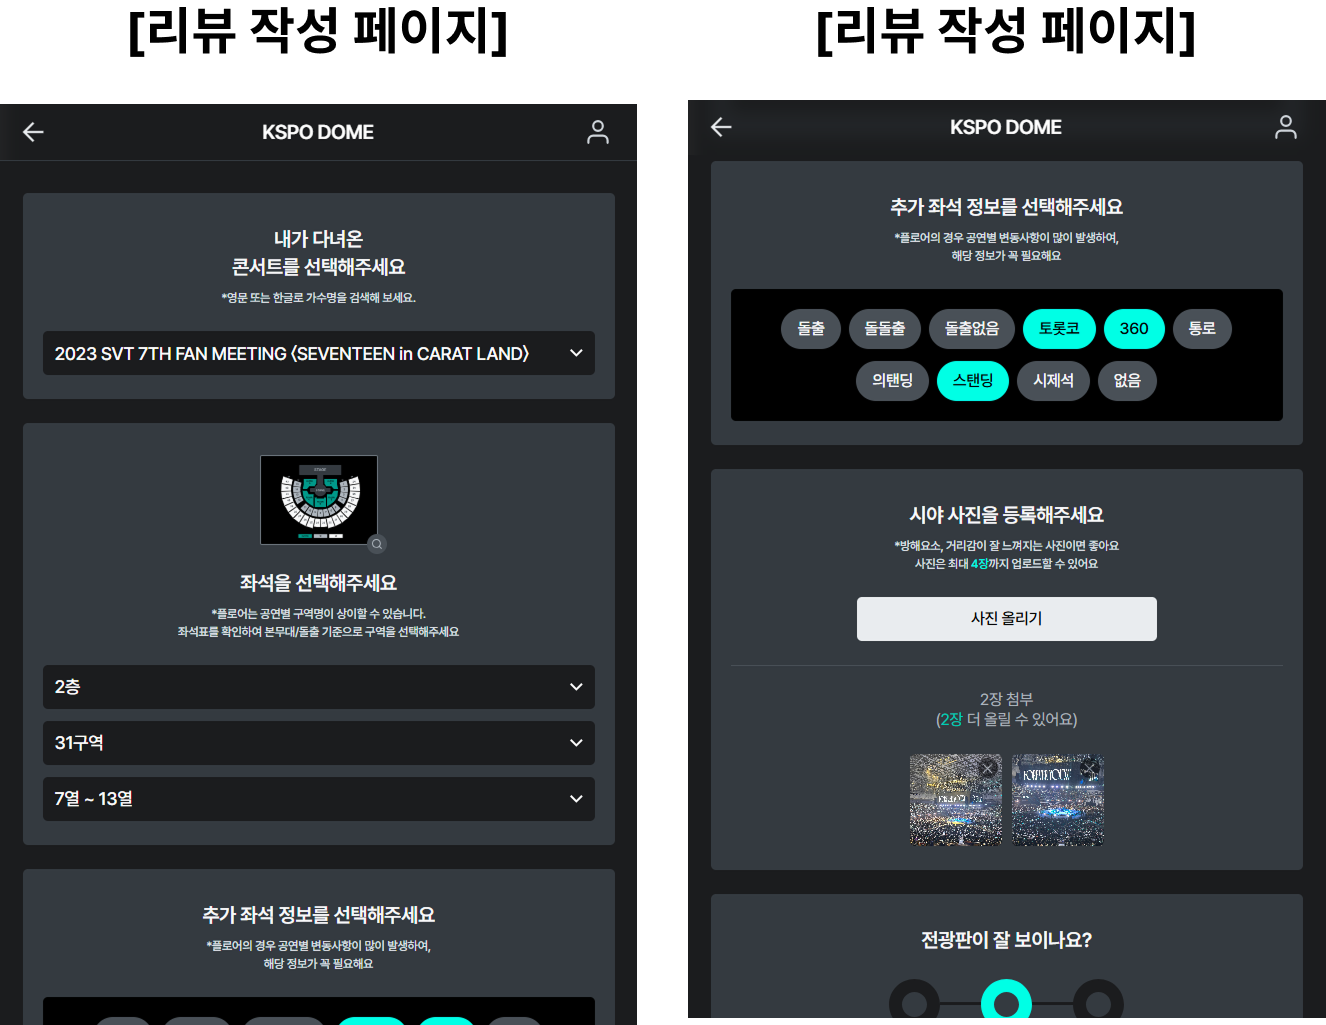 [리뷰 작성 페이지]
KSPO DOME
내가 다녀온
콘서트를 선택해주세요
*영문 또는 한글로 가수명을 검색해 보세요.
2023 SVT 7TH FAN MEETING 〈SEVENTEEN in CARAT LAND〉
STAGE
좌석을 선택해주세요
*플로어는 공연별 구역명이 상이할 수 있습니다.
좌석표를 확인하여 본무대/돌출 기준으로 구역을 선택해주세요
2층
31구역
7열 ~ 13열
추가 좌석 정보를 선택해주세요
*플로어의 경우 공연별 변동사항이 많이 발생하여,
해당 정보가 꼭 필요해요
[리뷰 작성 페이지]
KSPO DOME
추가 좌석 정보를 선택해주세요
*플로어의 경우 공연별 변동사항이 많이 발생하여,
해당 정보가 꼭 필요해요
돌출 돌돌출 돌출없음 토롯코 360 통로
의탠딩 스탠딩 시제석 없음
시야 사진을 등록해주세요
*방해요소, 거리감이 잘 느껴지는 사진이면 좋아요
사진은 최대 4장까지 업로드할 수 있어요
사진 올리기
2장 첨부
(2장 더 올릴 수 있어요)
전광판이 잘 보이나요?